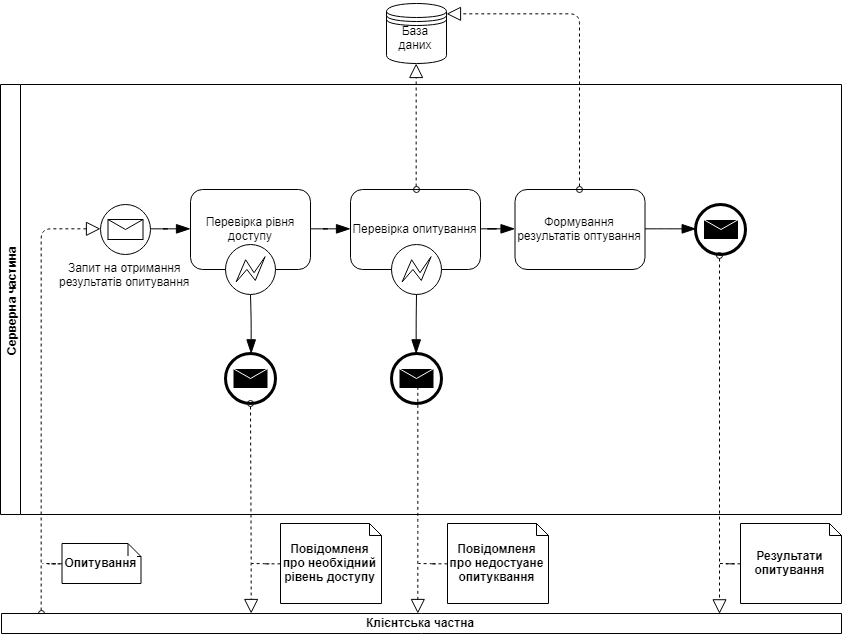 База
даних
Серверна частина
Перевірка рівня
доступу
Перевірка опитування
Формування
результатів оптування
Запит на отримання
результатів опитування
Опитування
Повідомленя
про необхідний
рівень доступу
Повідомленя
про недостуане
опитуквання
Результати
опитування
Клієнтська частна